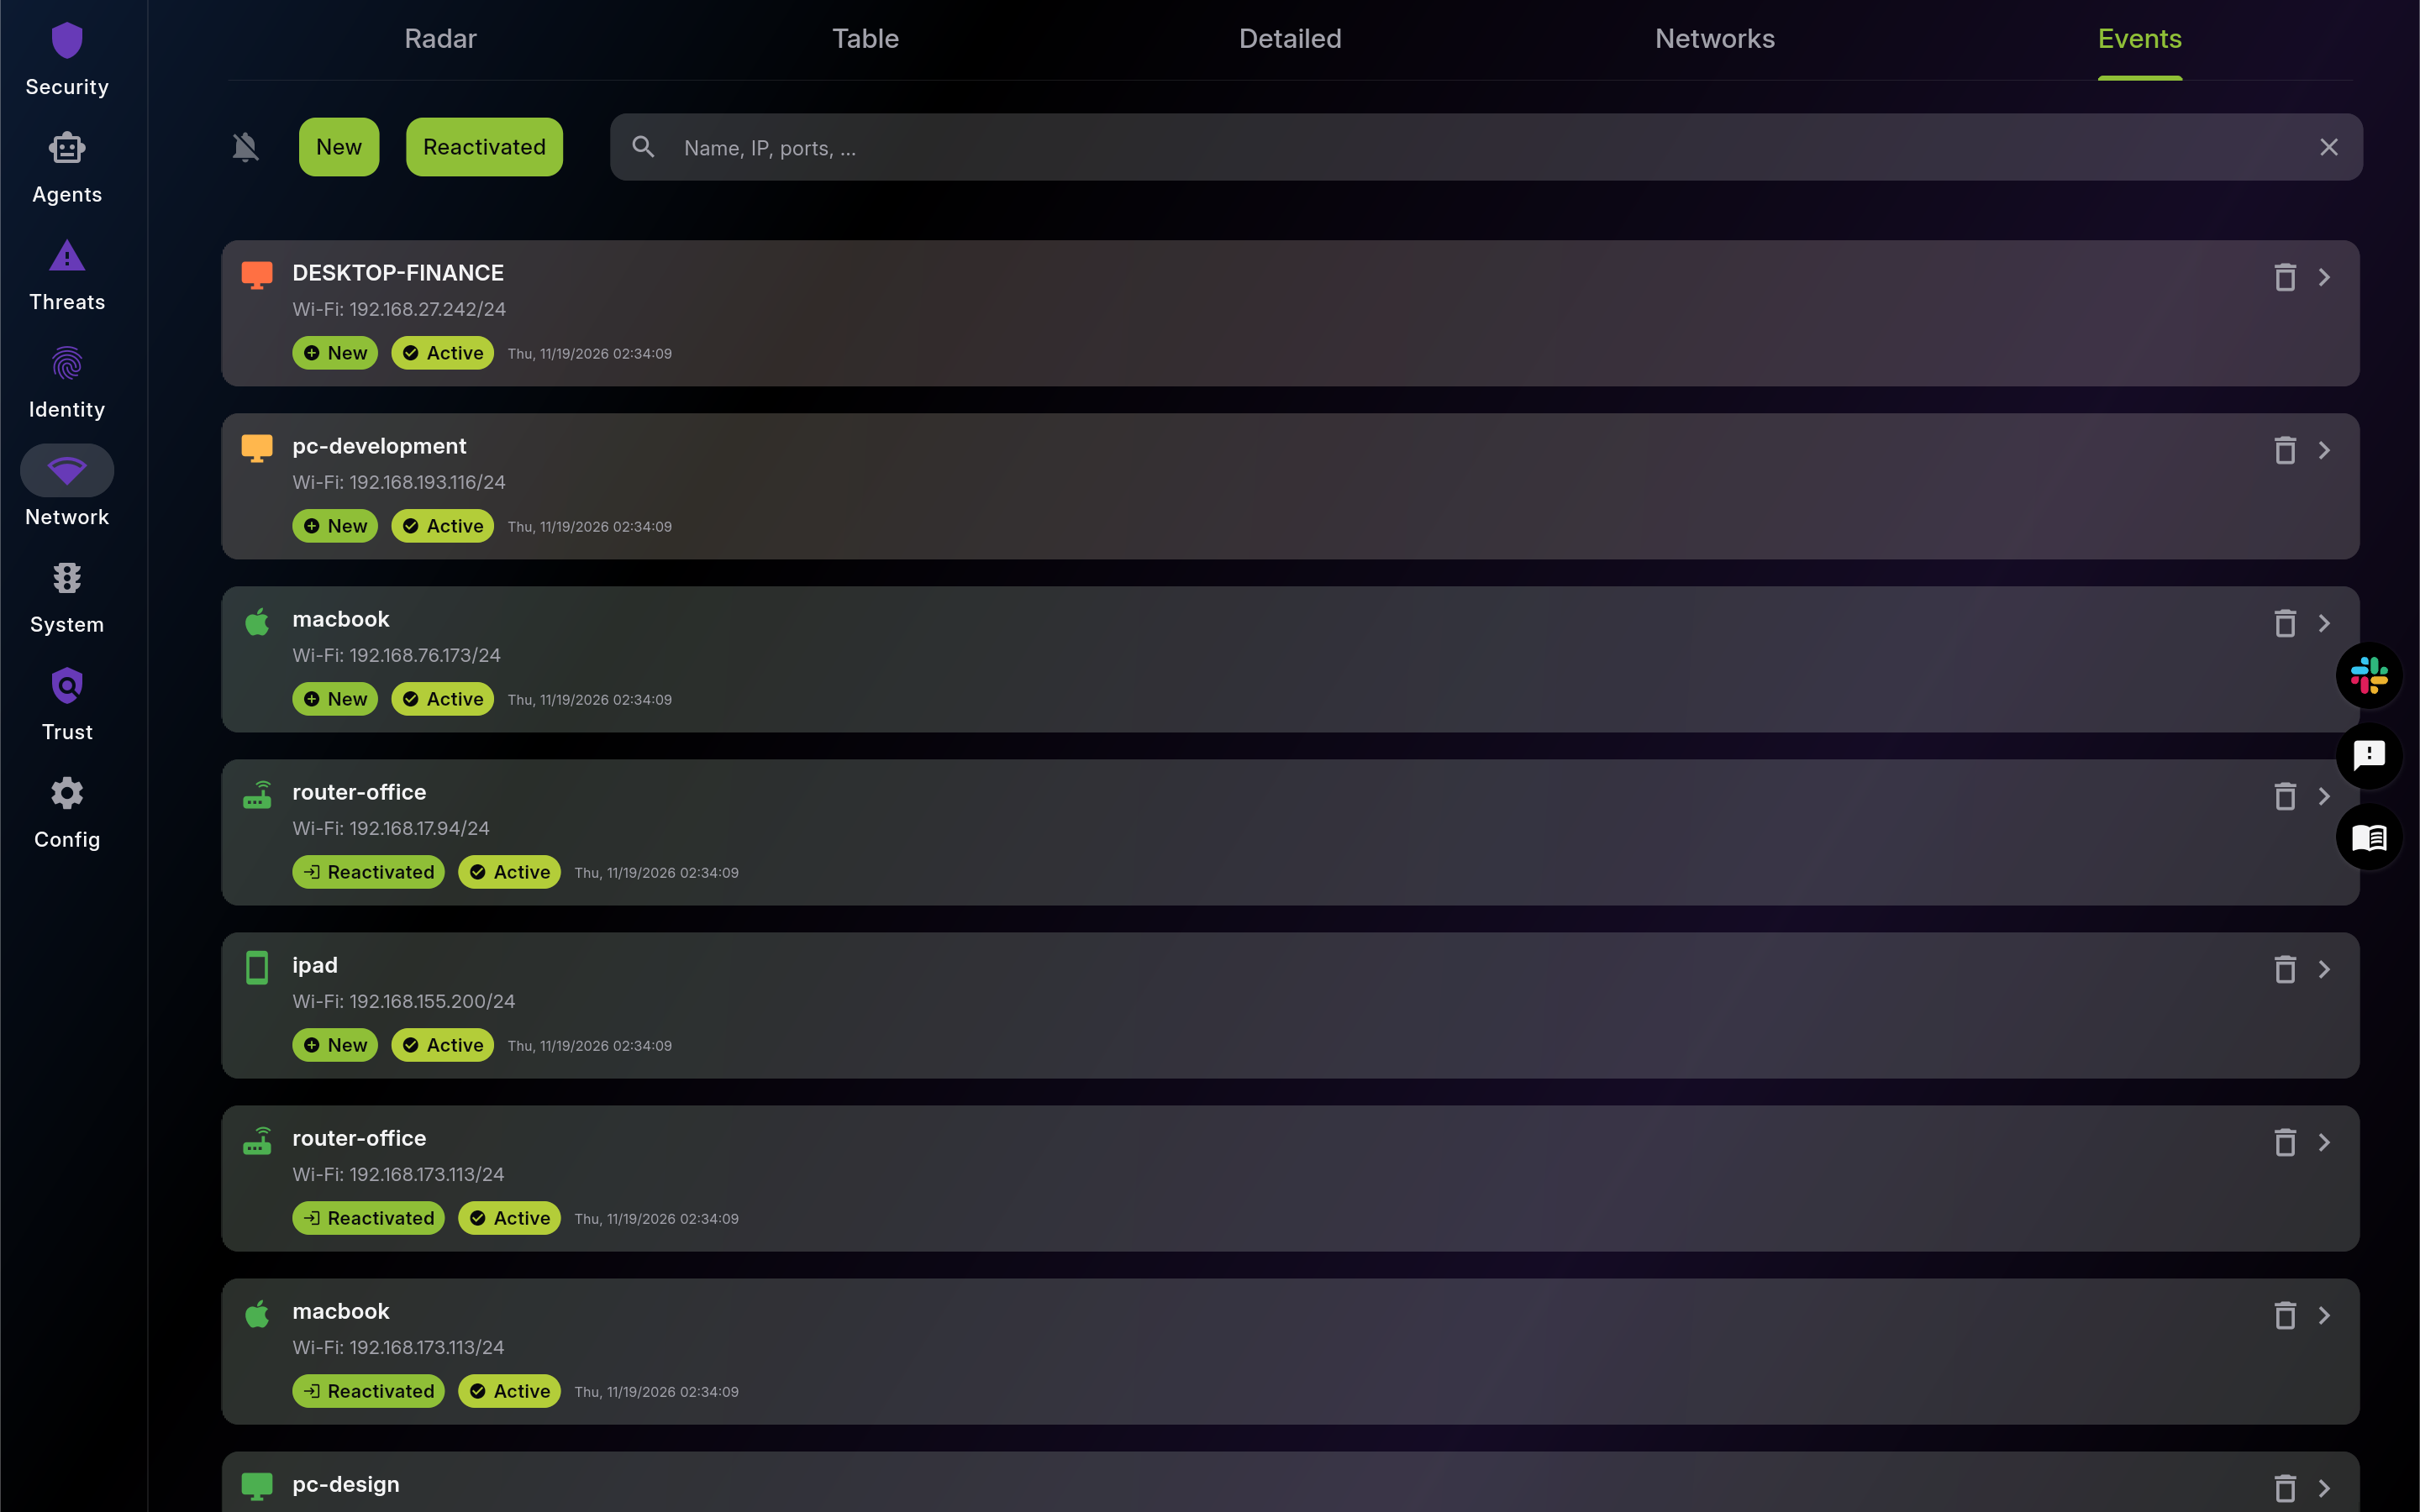 Security
Agents
Threats
Identity
Network
System
Trust
Config
Radar
Table
Detailed
Networks
Events
New
Reactivated
Name, IP, ports, ...
DESKTOP-FINANCE
Wi-Fi: 192.168.27.242/24
New Active Thu, 11/19/2026 02:34:09
pc-development
Wi-Fi: 192.168.193.116/24
New Active Thu, 11/19/2026 02:34:09
macbook
Wi-Fi: 192.168.76.173/24
New Active Thu, 11/19/2026 02:34:09
router-office
Wi-Fi: 192.168.17.94/24
Reactivated Active Thu, 11/19/2026 02:34:09
ipad
Wi-Fi: 192.168.155.200/24
New Active Thu, 11/19/2026 02:34:09
router-office
Wi-Fi: 192.168.173.113/24
Reactivated Active Thu, 11/19/2026 02:34:09
macbook
Wi-Fi: 192.168.173.113/24
Reactivated Active Thu, 11/19/2026 02:34:09
pc-design